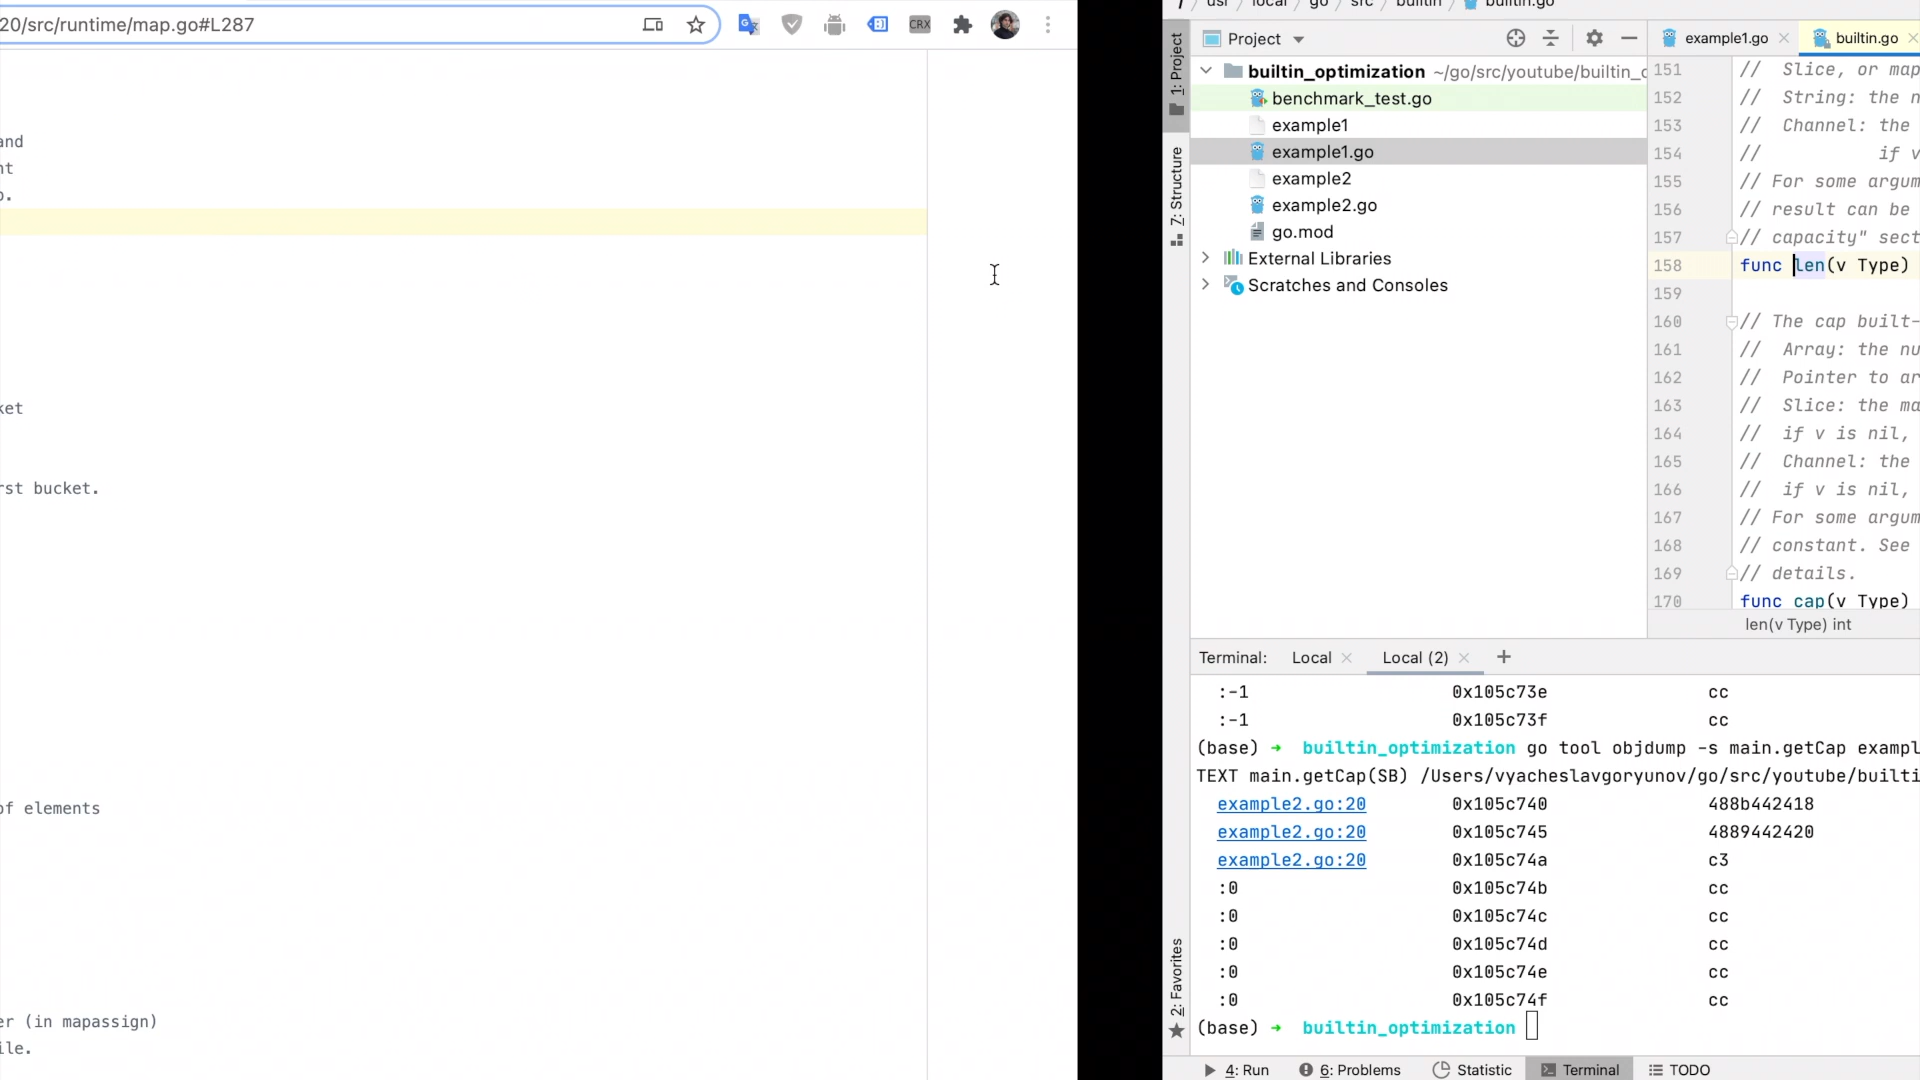 20/src/runtime/map.go#L287
CRX
and
nt
o.
ket
rst bucket.
of elements
er (in mapassign)
ile.
/ usr / local / go / src / builtin / builtin.go
1: Project
7: Structure
2: Favorites
Project
builtin_optimization ~/go/src/youtube/builtin_o
benchmark_test.go
example1
example1.go
example2
example2.go
go.mod
External Libraries
Scratches and Consoles
example1.go
builtin.go
151 // Slice, or map
152 // String: the n
153 // Channel: the
154 // if v
155 // For some argum
156 // result can be
157 // capacity" sect
158 func len(v Type)
159
160 // The cap built-
161 // Array: the nu
162 // Pointer to ar
163 // Slice: the ma
164 // if v is nil,
165 // Channel: the
166 // if v is nil,
167 // For some argum
168 // constant. See
169 // details.
170 func cap(v Type)
len(v Type) int
Terminal: Local Local (2) +
:-1 0x105c73e cc
:-1 0x105c73f cc
(base) → builtin_optimization go tool objdump -s main.getCap exampl
TEXT main.getCap(SB) /Users/vyacheslavgoryunov/go/src/youtube/builti
example2.go:20 0x105c740 488b442418
example2.go:20 0x105c745 4889442420
example2.go:20 0x105c74a c3
:0 0x105c74b cc
:0 0x105c74c cc
:0 0x105c74d cc
:0 0x105c74e cc
:0 0x105c74f cc
(base) → builtin_optimization
4: Run 6: Problems Statistic Terminal TODO